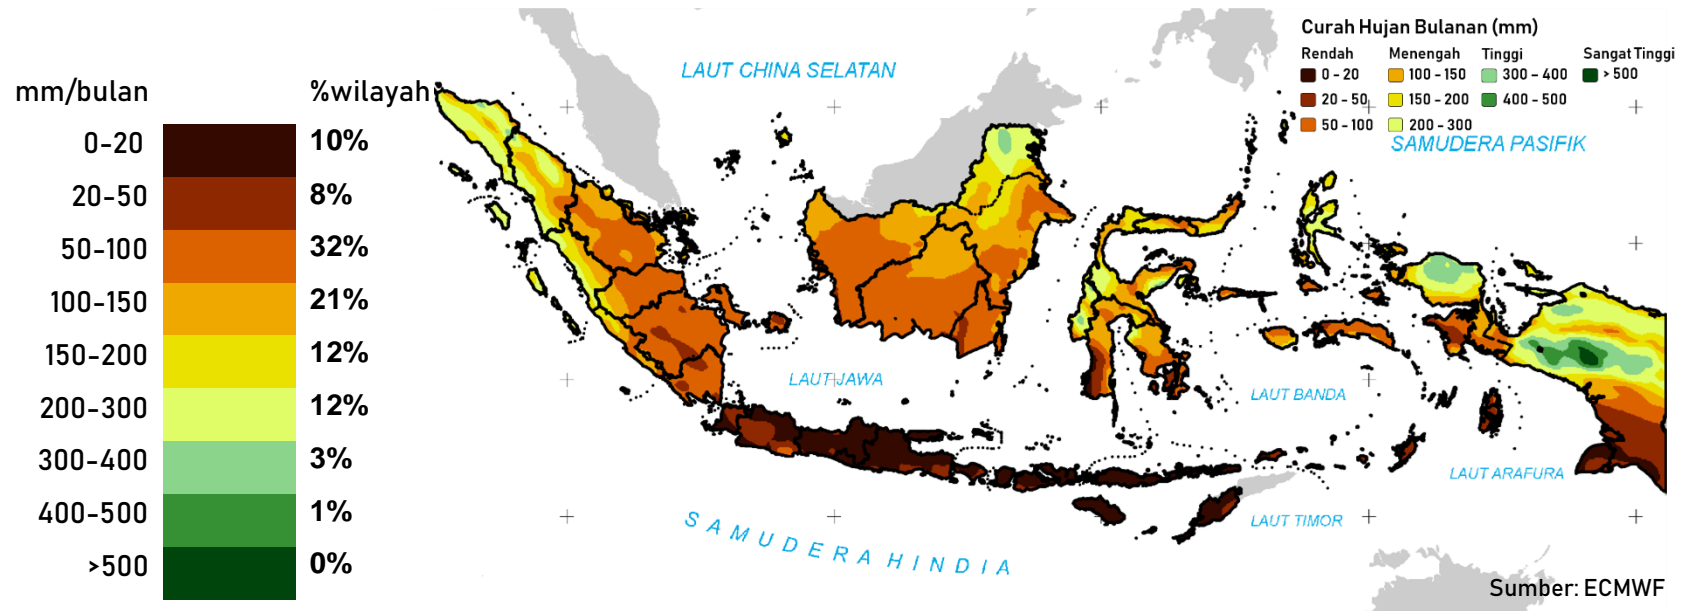 mm/bulan %wilayah
0-20 10%
20-50 8%
50-100 32%
100-150 21%
150-200 12%
200-300 12%
300-400 3%
400-500 1%
>500 0%
LAUT CHINA SELATAN
Curah Hujan Bulanan (mm)
Rendah Menengah Tinggi Sangat Tinggi
0 - 20 100 - 150 300 - 400 > 500
20 - 50 150 - 200 400 - 500
50 - 100 200 - 300
SAMUDERA PASIFIK
LAUT JAWA
LAUT BANDA
LAUT ARAFURA
LAUT TIMOR
SAMUDERA HINDIA
Sumber: ECMWF